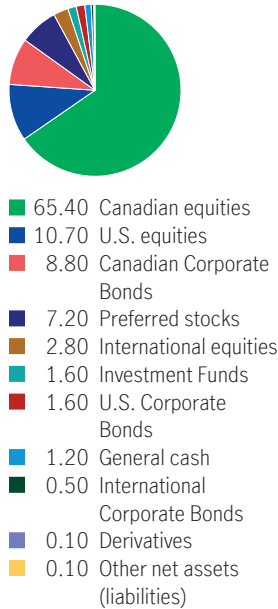 65.40 Canadian equities
10.70 U.S. equities
8.80 Canadian Corporate
Bonds
7.20 Preferred stocks
2.80 International equities
1.60 Investment Funds
1.60 U.S. Corporate
Bonds
1.20 General cash
0.50 International
Corporate Bonds
0.10 Derivatives
0.10 Other net assets
(liabilities)